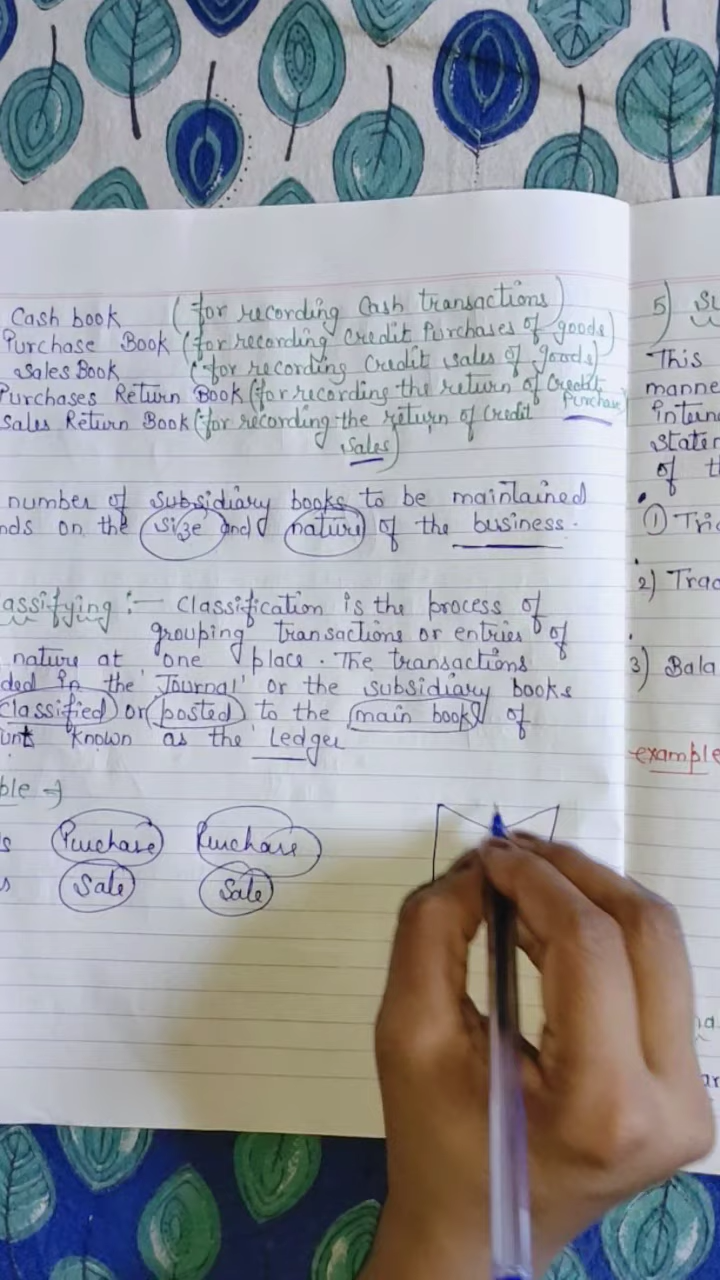 Cash book (for recording Cash transactions)
Purchase Book (for recording Credit Purchases of goods)
Sales Book (for recording Credit sales of goods)
Purchases Return Book (for recording the return of Credit Purchase)
Sales Return Book (for recording the return of Credit Sales)
number of subsidiary books to be maintained
nds on the size and nature of the business.
assifying :- Classification is the process of
grouping transactions or entries of
nature at one place. The transactions
ded in the 'Journal' or the subsidiary books
classified or posted to the main book of
unt known as the 'Ledger
ple →
s Purchase Purchase
s Sale Sale
5) Su
This
manne
intern
staten
of th
① Tri
2) Trad
3) Bala
example